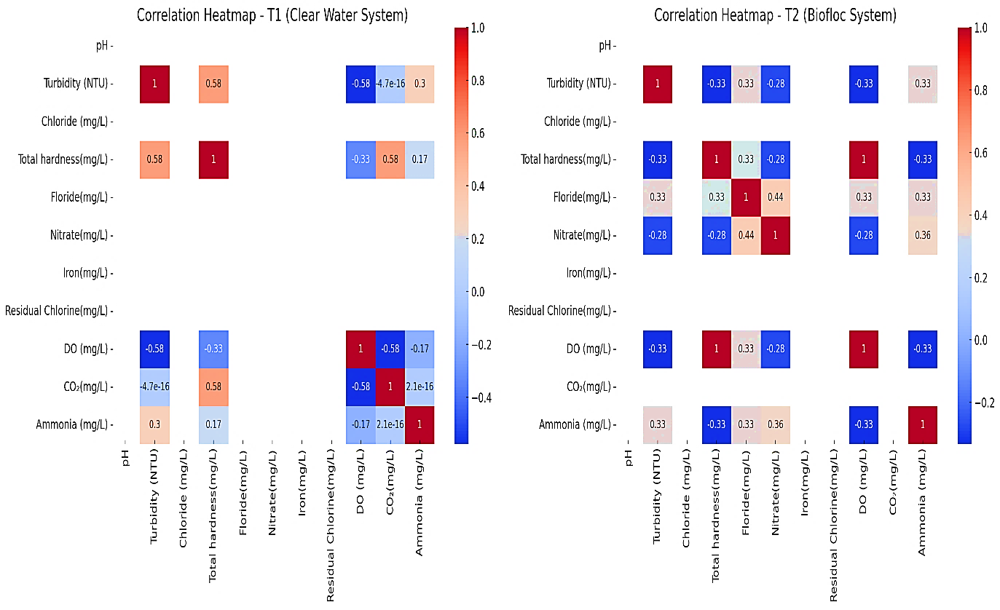 Correlation Heatmap - T1 (Clear Water System)
pH
Turbidity (NTU) 1 0.58 -0.58 -4.7e-16 0.3
Chloride (mg/L)
Total hardness(mg/L) 0.58 1 -0.33 0.58 0.17
Floride(mg/L)
Nitrate(mg/L)
Iron(mg/L)
Residual Chlorine(mg/L)
DO (mg/L) -0.58 -0.33 1 -0.58 -0.17
CO₂(mg/L) -4.7e-16 0.58 -0.58 1 2.1e-16
Ammonia (mg/L) 0.3 0.17 -0.17 2.1e-16 1
pH
Turbidity (NTU)
Chloride (mg/L)
Total hardness(mg/L)
Floride(mg/L)
Nitrate(mg/L)
Iron(mg/L)
Residual Chlorine(mg/L)
DO (mg/L)
CO₂(mg/L)
Ammonia (mg/L)
1.0
0.8
0.6
0.4
0.2
0.0
−0.2
−0.4
Correlation Heatmap - T2 (Biofloc System)
pH
Turbidity (NTU) 1 -0.33 0.33 -0.28 -0.33 0.33
Chloride (mg/L)
Total hardness(mg/L) -0.33 1 0.33 -0.28 1 -0.33
Floride(mg/L) 0.33 0.33 1 0.44 0.33 0.33
Nitrate(mg/L) -0.28 -0.28 0.44 1 -0.28 0.36
Iron(mg/L)
Residual Chlorine(mg/L)
DO (mg/L) -0.33 1 0.33 -0.28 1 -0.33
CO₂(mg/L)
Ammonia (mg/L) 0.33 -0.33 0.33 0.36 -0.33 1
pH
Turbidity (NTU)
Chloride (mg/L)
Total hardness(mg/L)
Floride(mg/L)
Nitrate(mg/L)
Iron(mg/L)
Residual Chlorine(mg/L)
DO (mg/L)
CO₂(mg/L)
Ammonia (mg/L)
1.0
0.8
0.6
0.4
0.2
0.0
−0.2